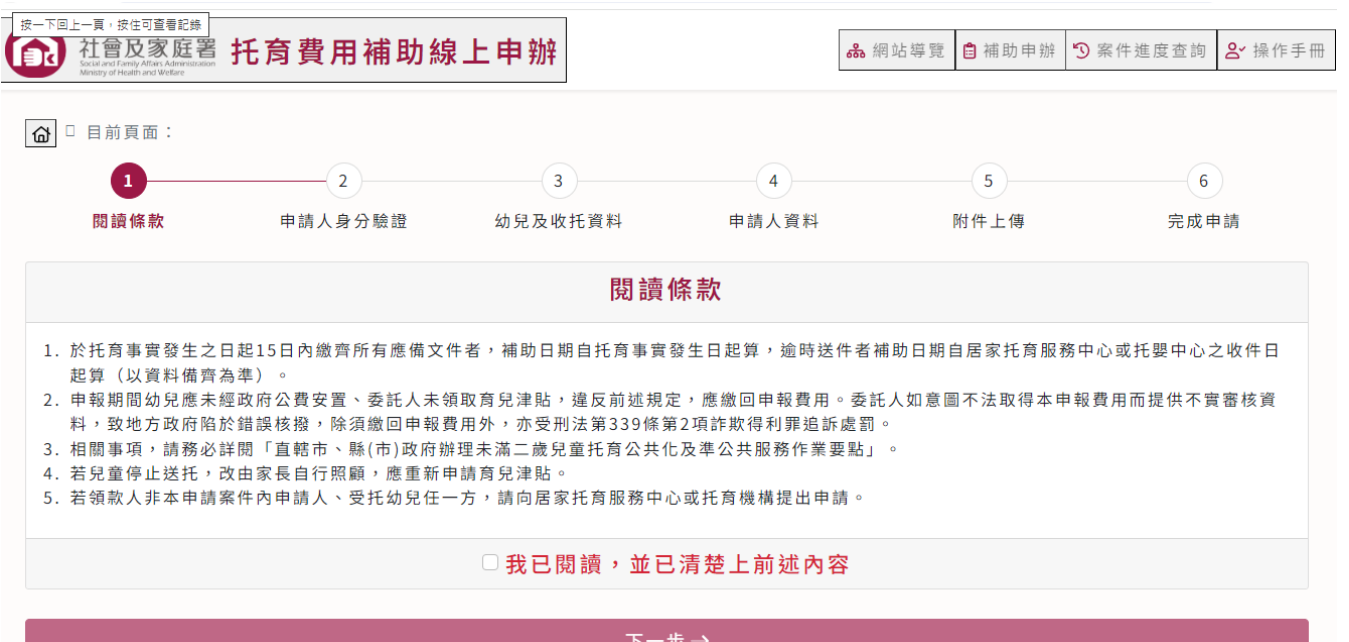 按一下回上一頁，按住可查看記錄
社會及家庭署
Social and Family Affairs Administration
Ministry of Health and Welfare
托育費用補助線上申辦
網站導覽
補助申辦
案件進度查詢
操作手冊
目前頁面：
1
2
3
4
5
6
閱讀條款
申請人身分驗證
幼兒及收托資料
申請人資料
附件上傳
完成申請
閱讀條款
1. 於托育事實發生之日起15日內繳齊所有應備文件者，補助日期自托育事實發生日起算，逾時送件者補助日期自居家托育服務中心或托嬰中心之收件日
起算（以資料備齊為準）。
2. 申報期間幼兒應未經政府公費安置、委託人未領取育兒津貼，違反前述規定，應繳回申報費用。委託人如意圖不法取得本申報費用而提供不實審核資
料，致地方政府陷於錯誤核撥，除須繳回申報費用外，亦受刑法第339條第2項詐欺得利罪追訴處罰。
3. 相關事項，請務必詳閱「直轄市、縣(市)政府辦理未滿二歲兒童托育公共化及準公共服務作業要點」。
4. 若兒童停止送托，改由家長自行照顧，應重新申請育兒津貼。
5. 若領款人非本申請案件內申請人、受托幼兒任一方，請向居家托育服務中心或托育機構提出申請。
我已閱讀，並已清楚上前述內容
下一步 →